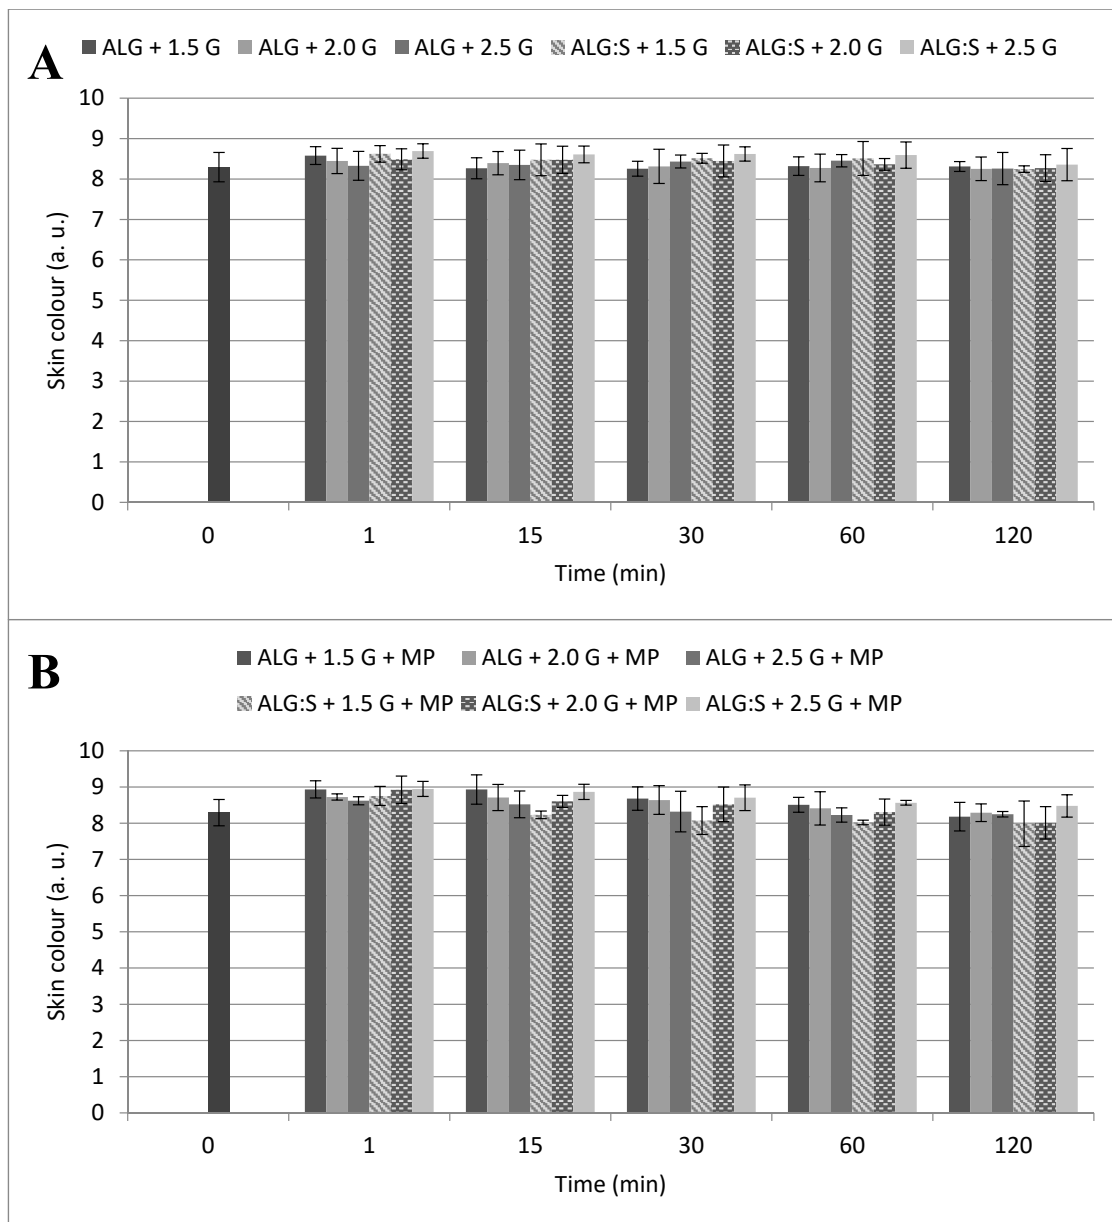 A
ALG + 1.5 G ALG + 2.0 G ALG + 2.5 G ALG:S + 1.5 G ALG:S + 2.0 G ALG:S + 2.5 G
10
9
8
7
6
5
4
3
2
1
0
Skin colour (a. u.)
0 1 15 30 60 120
Time (min)
B
ALG + 1.5 G + MP ALG + 2.0 G + MP ALG + 2.5 G + MP
ALG:S + 1.5 G + MP ALG:S + 2.0 G + MP ALG:S + 2.5 G + MP
10
9
8
7
6
5
4
3
2
1
0
Skin colour (a. u.)
0 1 15 30 60 120
Time (min)